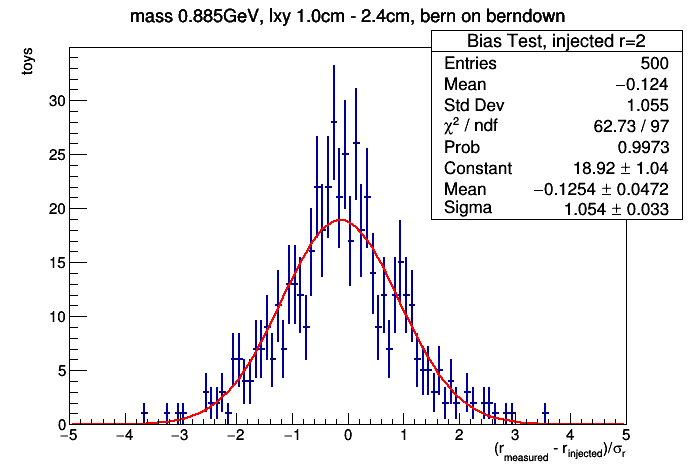 mass 0.885GeV, lxy 1.0cm - 2.4cm, bern on berndown
toys
Bias Test, injected r=2
Entries 500
Mean −0.124
Std Dev 1.055
χ² / ndf 62.73 / 97
Prob 0.9973
Constant 18.92 ± 1.04
Mean −0.1254 ± 0.0472
Sigma 1.054 ± 0.033
30
25
20
15
10
5
0
−5 −4 −3 −2 −1 0 1 2 3 4 5
(r_measured - r_injected)/σ_r